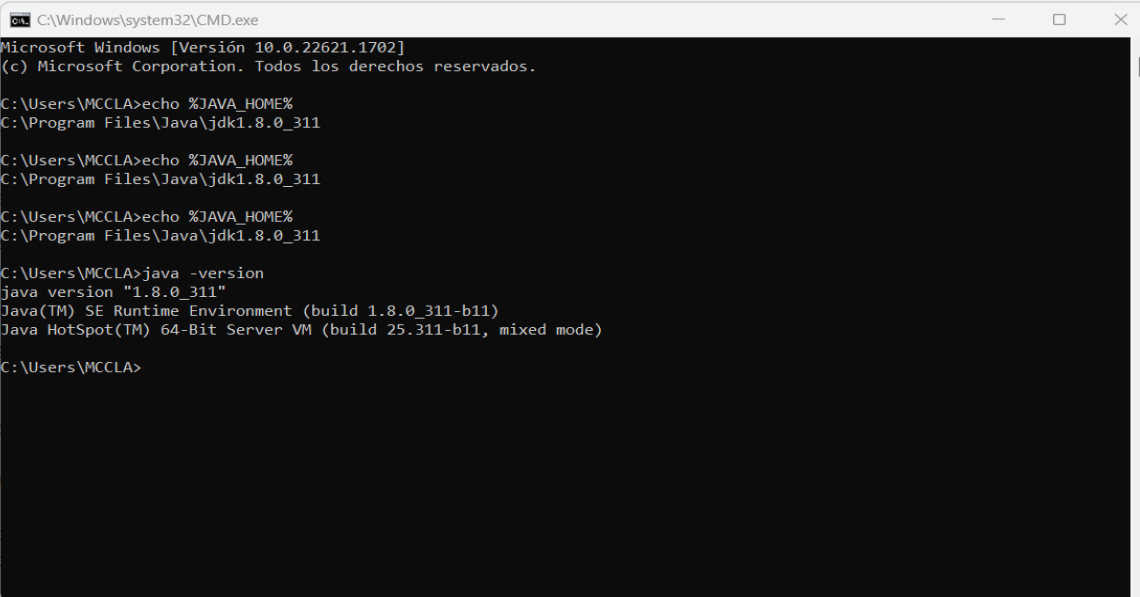 C:\Windows\system32\CMD.exe
Microsoft Windows [Versión 10.0.22621.1702]
(c) Microsoft Corporation. Todos los derechos reservados.
C:\Users\MCCLA>echo %JAVA_HOME%
C:\Program Files\Java\jdk1.8.0_311
C:\Users\MCCLA>echo %JAVA_HOME%
C:\Program Files\Java\jdk1.8.0_311
C:\Users\MCCLA>echo %JAVA_HOME%
C:\Program Files\Java\jdk1.8.0_311
C:\Users\MCCLA>java -version
java version "1.8.0_311"
Java(TM) SE Runtime Environment (build 1.8.0_311-b11)
Java HotSpot(TM) 64-Bit Server VM (build 25.311-b11, mixed mode)
C:\Users\MCCLA>